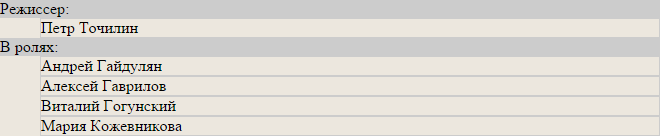 Режиссер:
Петр Точилин
В ролях:
Андрей Гайдулян
Алексей Гаврилов
Виталий Гогунский
Мария Кожевникова